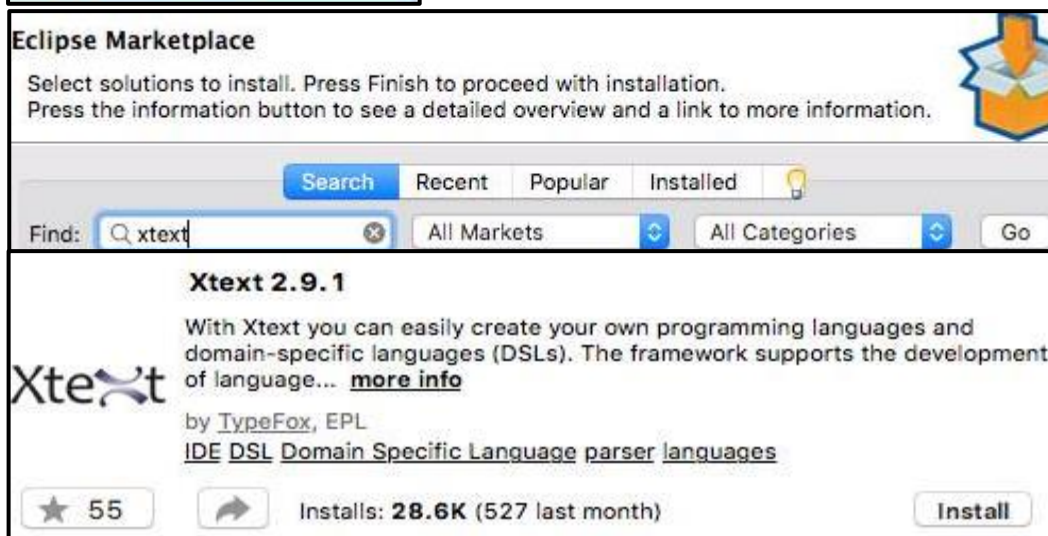 Eclipse Marketplace
Select solutions to install. Press Finish to proceed with installation.
Press the information button to see a detailed overview and a link to more information.
Search Recent Popular Installed
Find: xtext All Markets All Categories Go
Xtext 2.9.1
With Xtext you can easily create your own programming languages and
domain-specific languages (DSLs). The framework supports the development
of language... more info
Xtext
by TypeFox, EPL
IDE DSL Domain Specific Language parser languages
55 Installs: 28.6K (527 last month) Install